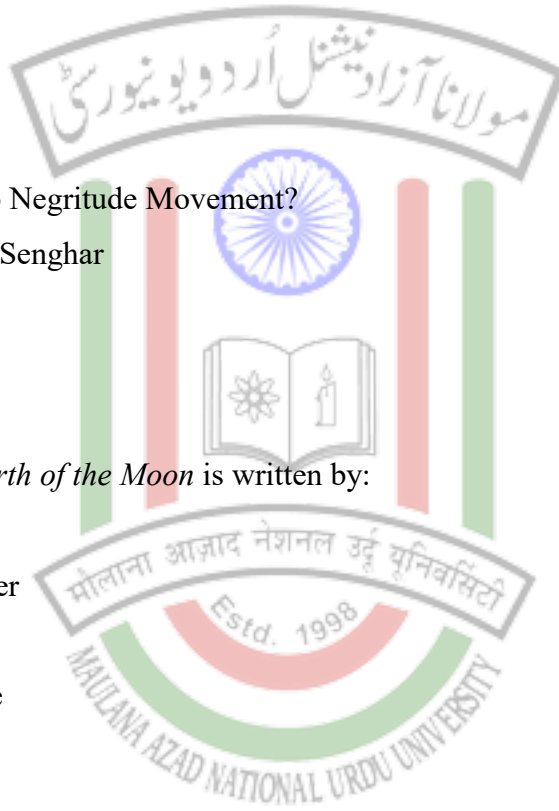 مولانا آزاد نیشنل اُردو یونیورسٹی
Negritude Movement?
Senghar
rth of the Moon is written by:
मौलाना आज़ाद नेशनल उर्दू यूनिवर्सिटी
er
Estd. 1998
e
MAULANA AZAD NATIONAL URDU UNIVERSITY